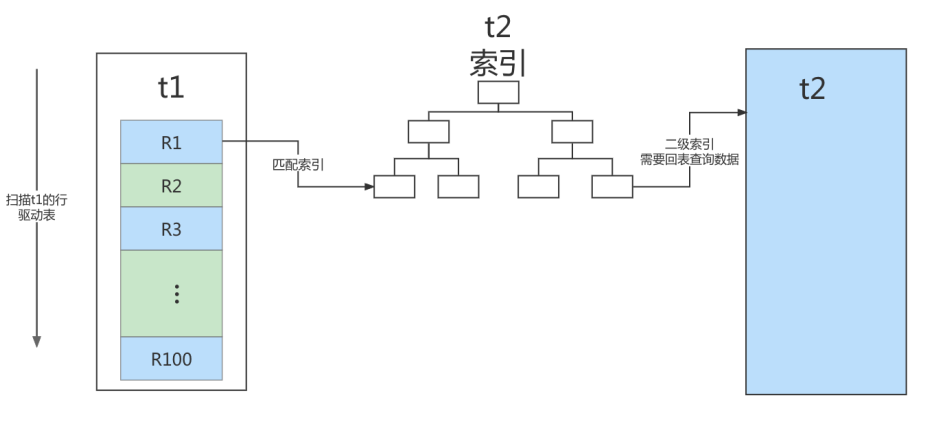 t2
索引
t1
t2
R1
R2
R3
R100
扫描t1的行
驱动表
匹配索引
二级索引
需要回表查询数据